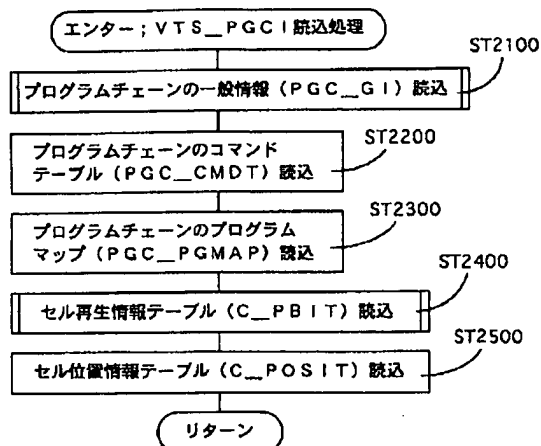 エンター；ＶＴＳ＿ＰＧＣＩ読込処理
ST2100
プログラムチェーンの一般情報（ＰＧＣ＿ＧＩ）読込
ST2200
プログラムチェーンのコマンド
テーブル（ＰＧＣ＿ＣＭＤＴ）読込
ST2300
プログラムチェーンのプログラム
マップ（ＰＧＣ＿ＰＧＭＡＰ）読込
ST2400
セル再生情報テーブル（Ｃ＿ＰＢＩＴ）読込
ST2500
セル位置情報テーブル（Ｃ＿ＰＯＳＩＴ）読込
リターン